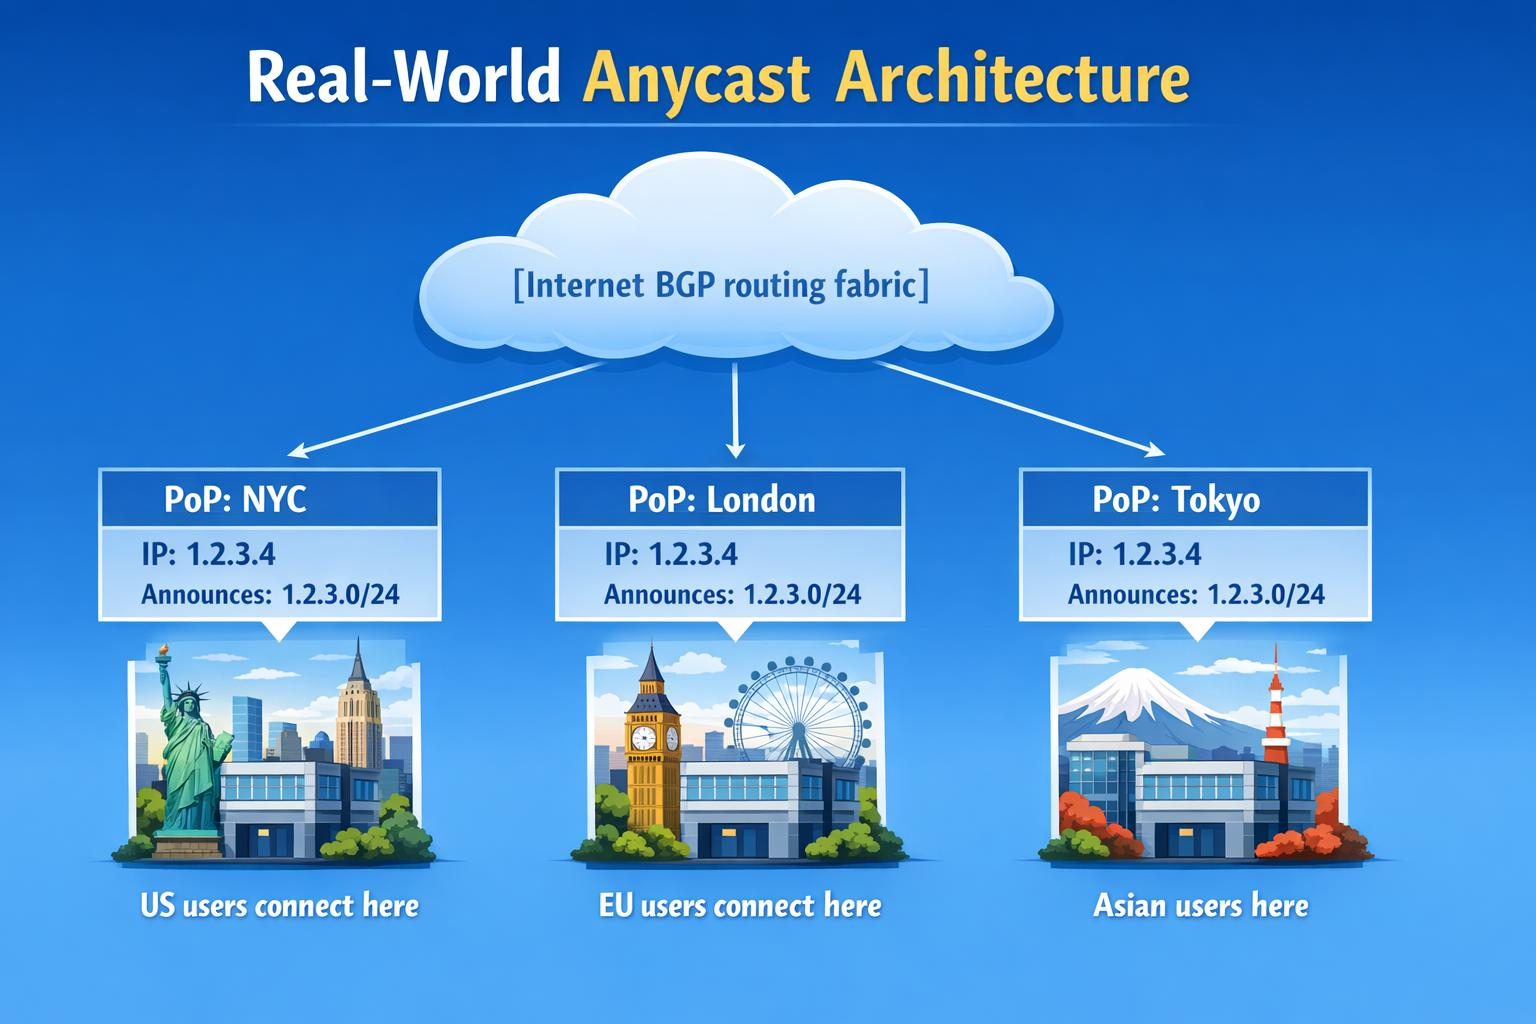 Real-World Anycast Architecture
[Internet BGP routing fabric]
PoP: NYC
IP: 1.2.3.4
Announces: 1.2.3.0/24
US users connect here
PoP: London
IP: 1.2.3.4
Announces: 1.2.3.0/24
EU users connect here
PoP: Tokyo
IP: 1.2.3.4
Announces: 1.2.3.0/24
Asian users here